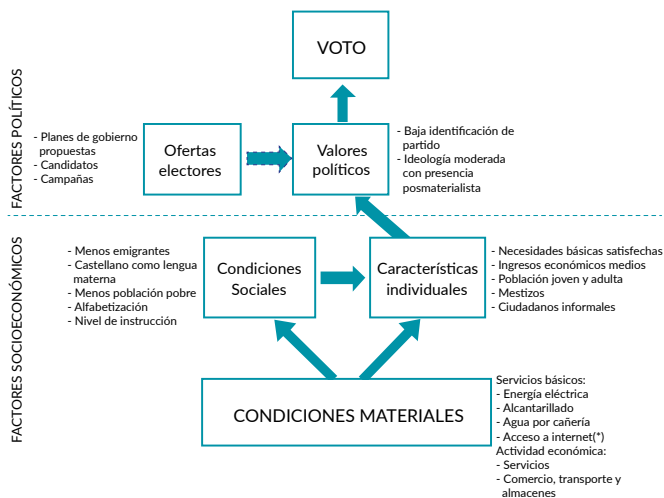 VOTO
FACTORES POLÍTICOS
- Planes de gobierno
propuestas
- Candidatos
- Campañas
Ofertas
electores
Valores
políticos
- Baja identificación de
partido
- Ideología moderada
con presencia
posmaterialista
FACTORES SOCIOECONÓMICOS
- Menos emigrantes
- Castellano como lengua
materna
- Menos población pobre
- Alfabetización
- Nivel de instrucción
Condiciones
Sociales
Características
individuales
- Necesidades básicas satisfechas
- Ingresos económicos medios
- Población joven y adulta
- Mestizos
- Ciudadanos informales
CONDICIONES MATERIALES
Servicios básicos:
- Energía eléctrica
- Alcantarillado
- Agua por cañería
- Acceso a internet(*)
Actividad económica:
- Servicios
- Comercio, transporte y
almacenes